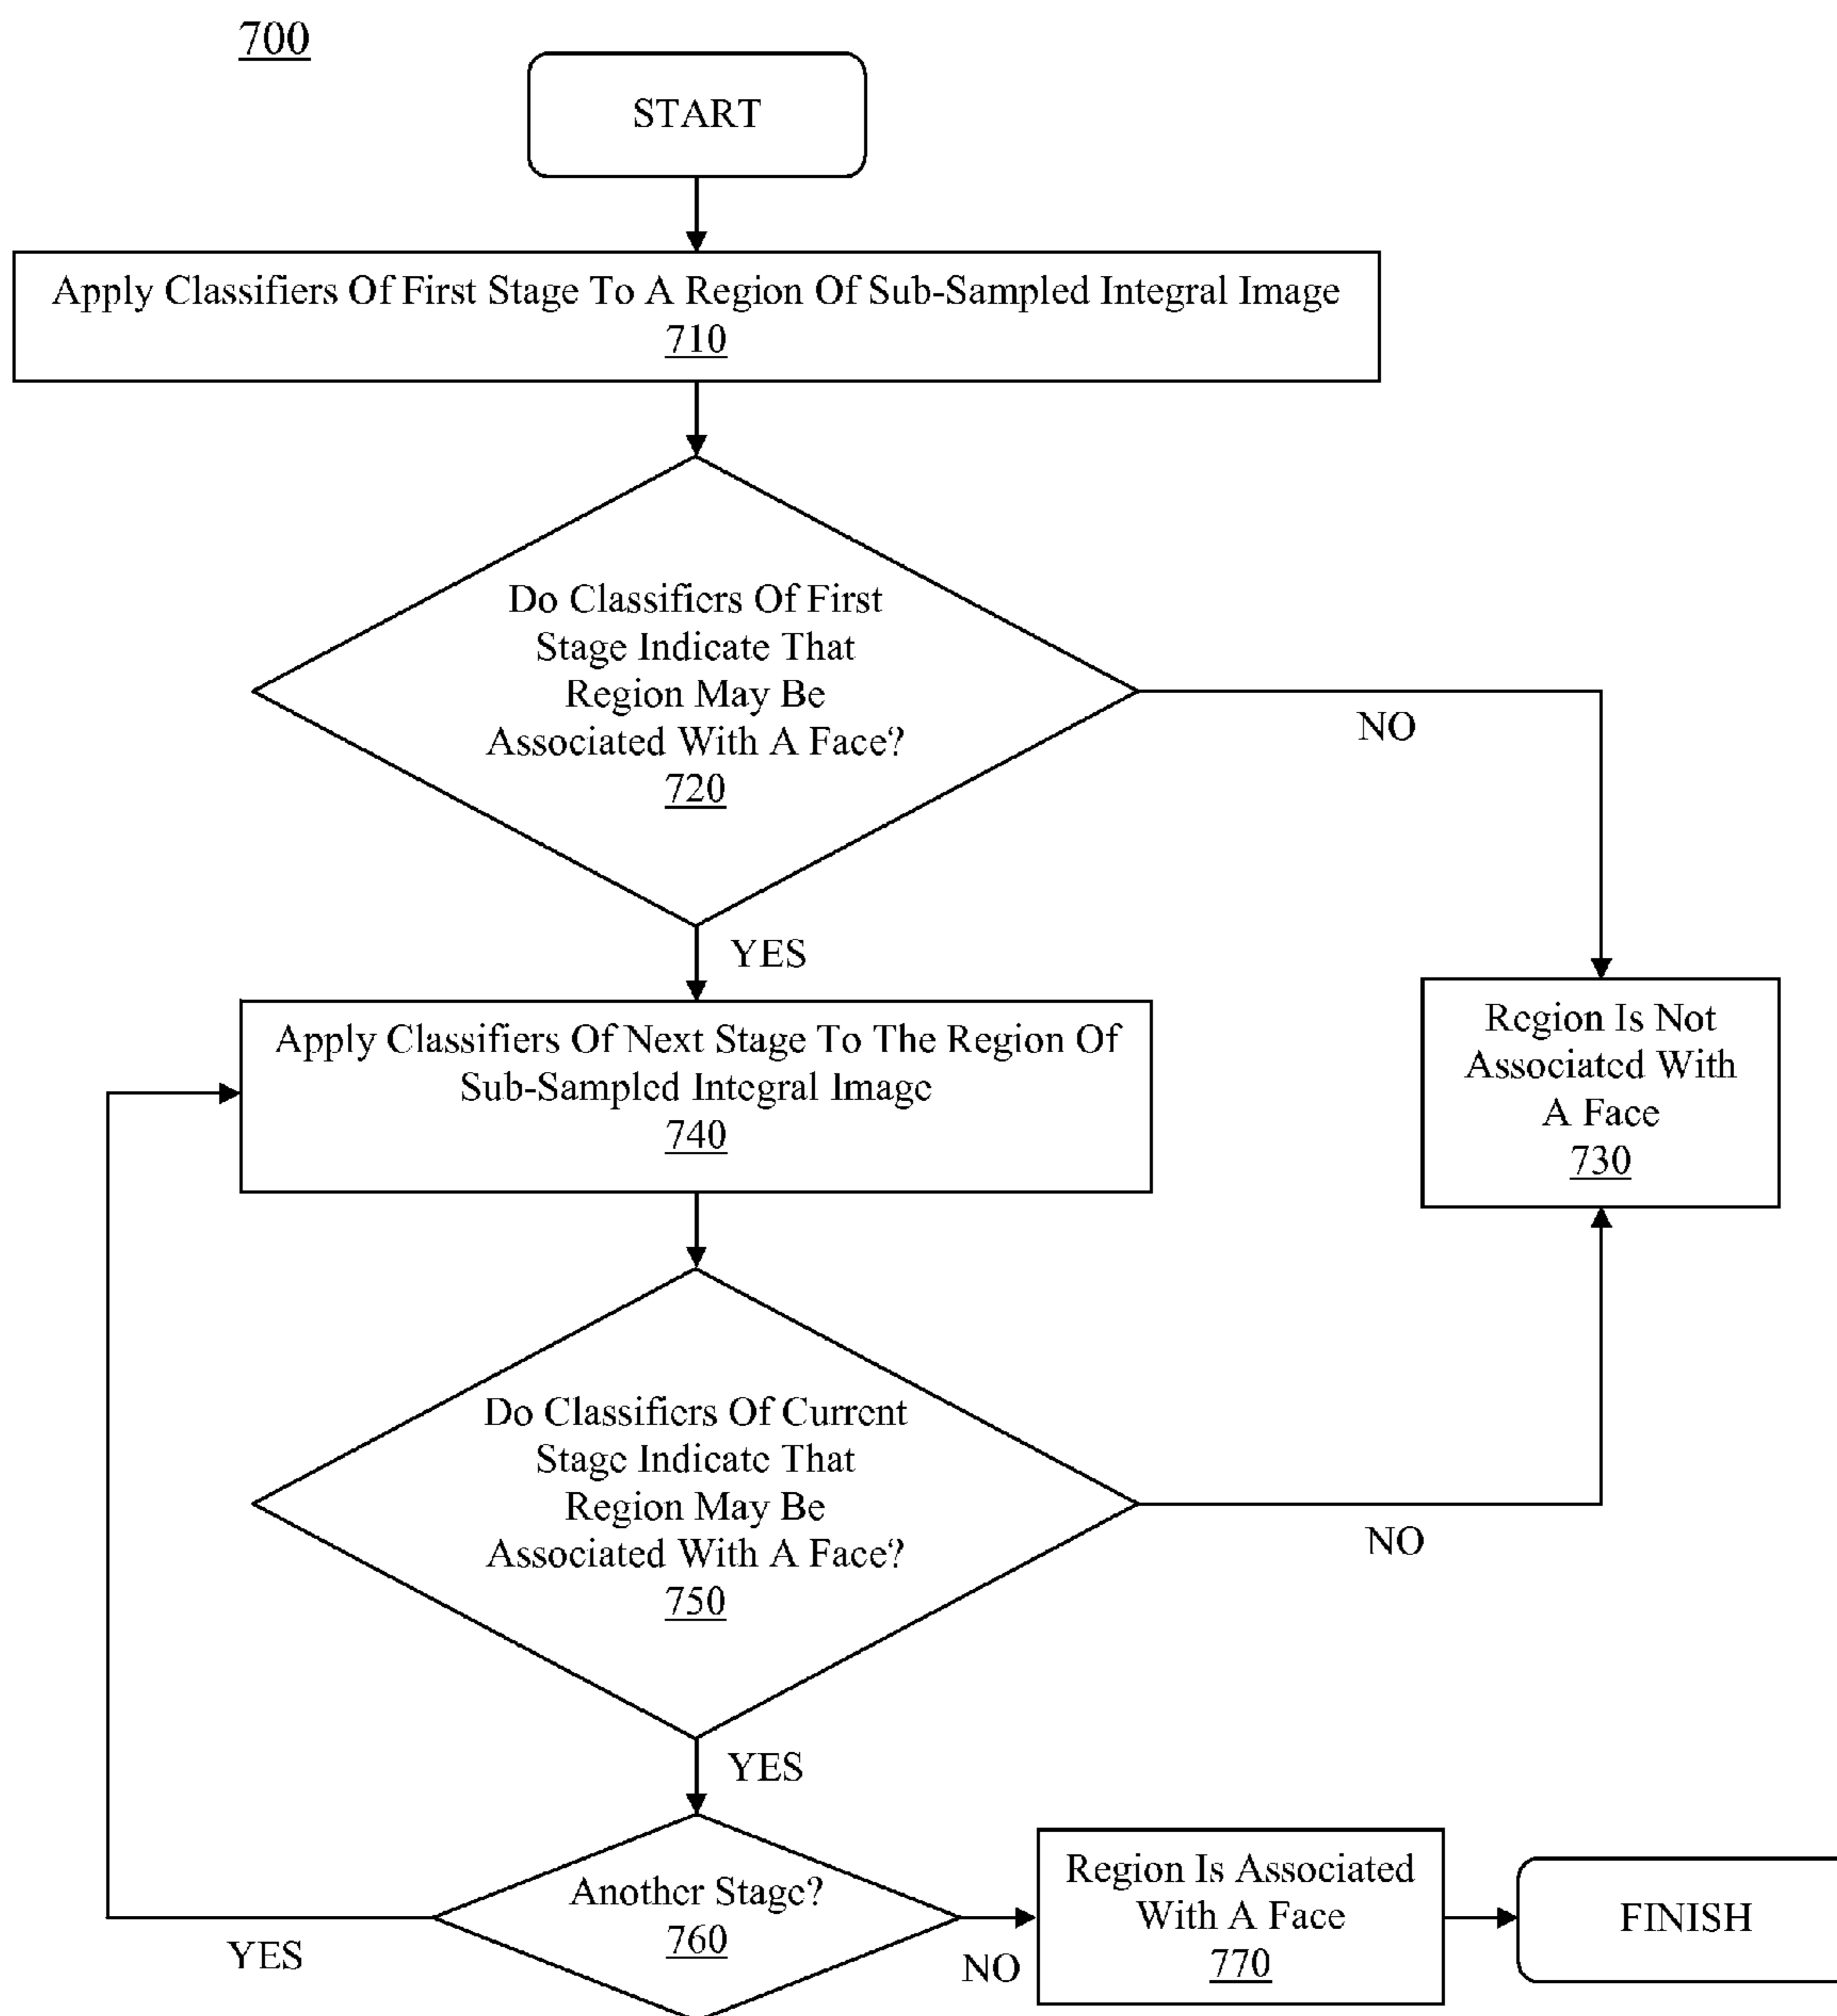 700
START
Apply Classifiers Of First Stage To A Region Of Sub-Sampled Integral Image
710
Do Classifiers Of First
Stage Indicate That
Region May Be
Associated With A Face?
720
NO
YES
Apply Classifiers Of Next Stage To The Region Of
Sub-Sampled Integral Image
740
Region Is Not
Associated With
A Face
730
Do Classifiers Of Current
Stage Indicate That
Region May Be
Associated With A Face?
750
NO
YES
Another Stage?
760
YES
NO
Region Is Associated
With A Face
770
FINISH